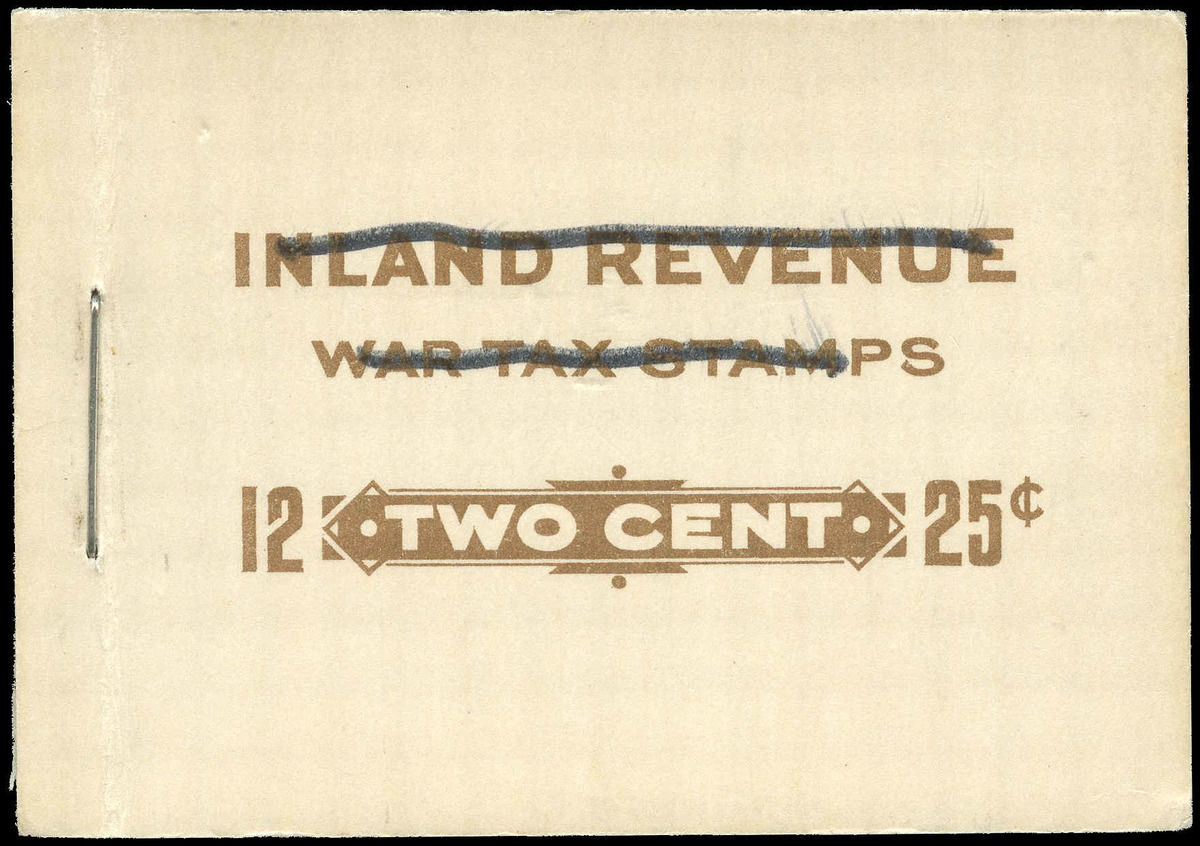 INLAND REVENUE
WAR TAX STAMPS
12 TWO CENT 25¢